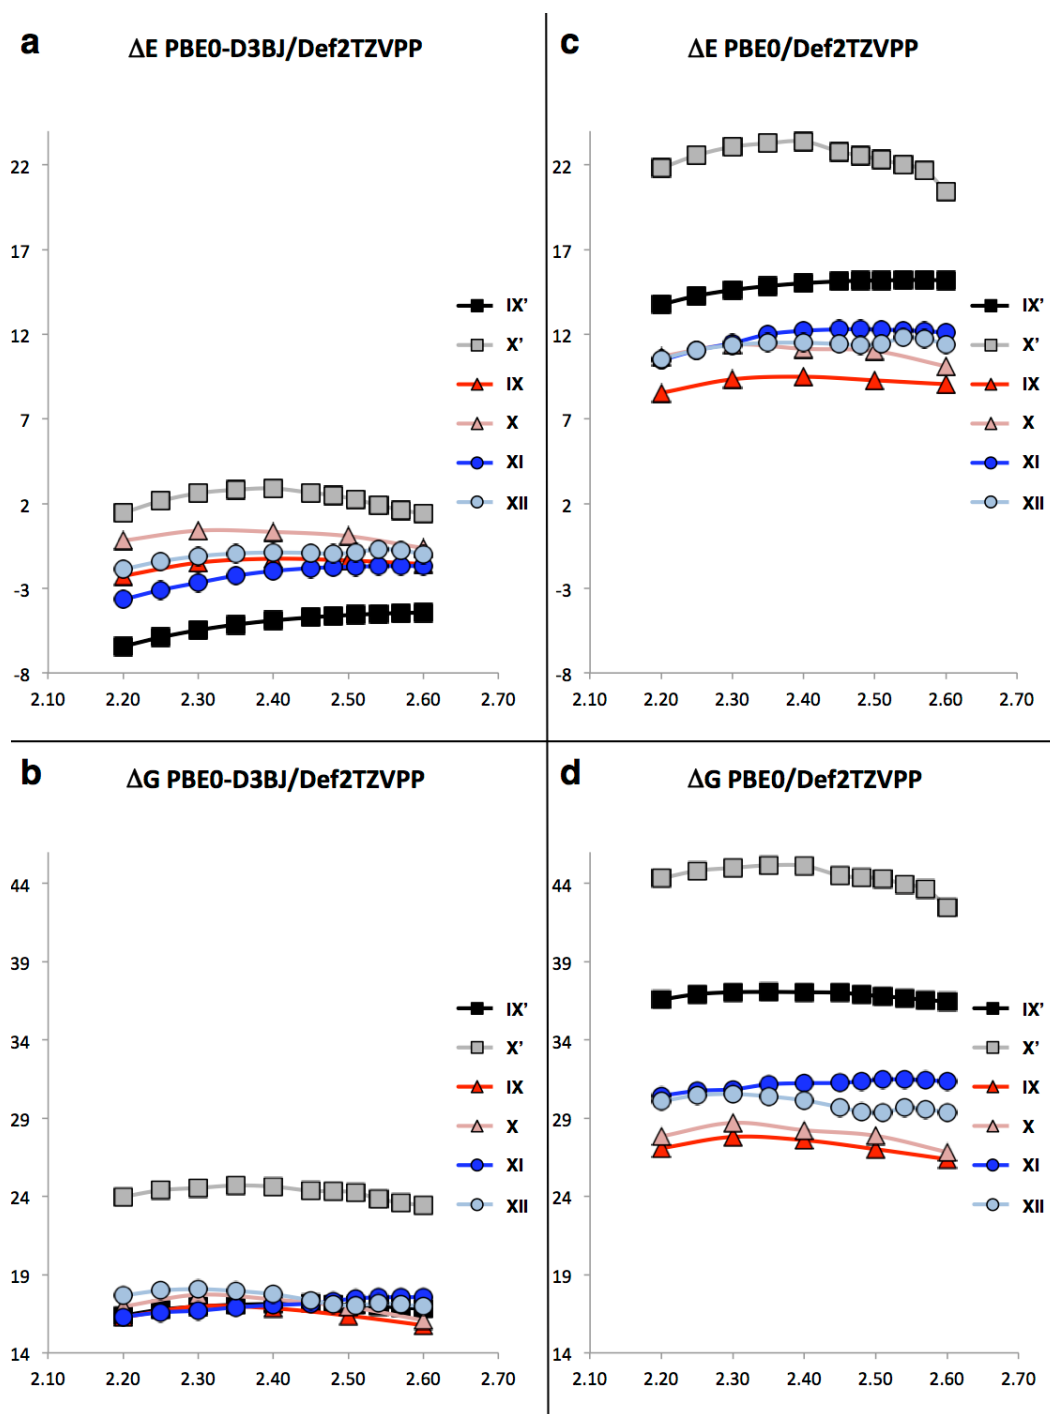 a
ΔE PBE0-D3BJ/Def2TZVPP
22
17
12
7
2
-3
-8
2.10 2.20 2.30 2.40 2.50 2.60 2.70
IX’
X’
IX
X
XI
XII
c
ΔE PBE0/Def2TZVPP
22
17
12
7
2
-3
-8
2.10 2.20 2.30 2.40 2.50 2.60 2.70
IX’
X’
IX
X
XI
XII
b
ΔG PBE0-D3BJ/Def2TZVPP
44
39
34
29
24
19
14
2.10 2.20 2.30 2.40 2.50 2.60 2.70
IX’
X’
IX
X
XI
XII
d
ΔG PBE0/Def2TZVPP
44
39
34
29
24
19
14
2.10 2.20 2.30 2.40 2.50 2.60 2.70
IX’
X’
IX
X
XI
XII